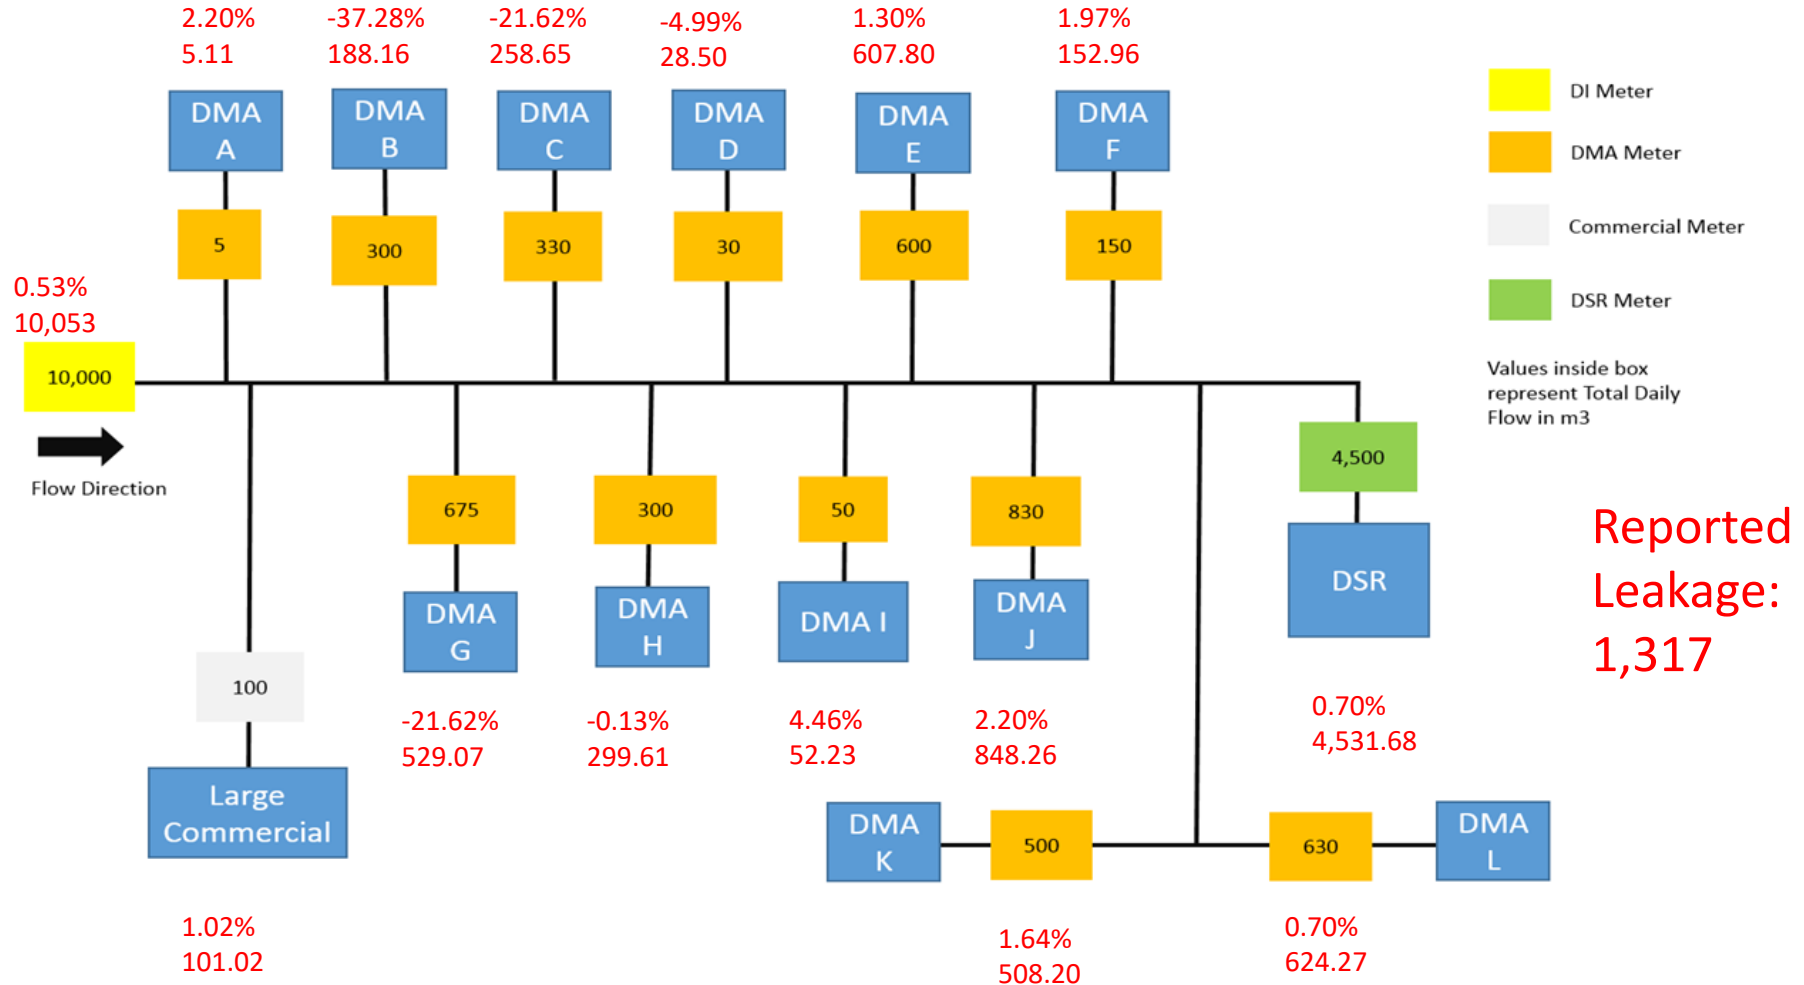 2.20%
5.11
-37.28%
188.16
-21.62%
258.65
-4.99%
28.50
1.30%
607.80
1.97%
152.96
DMA
A
DMA
B
DMA
C
DMA
D
DMA
E
DMA
F
5
300
330
30
600
150
0.53%
10,053
10,000
Flow Direction
DI Meter
DMA Meter
Commercial Meter
DSR Meter
Values inside box
represent Total Daily
Flow in m3
675
300
50
830
4,500
DMA
G
DMA
H
DMA I
DMA
J
DSR
Reported
Leakage:
1,317
100
Large
Commercial
-21.62%
529.07
-0.13%
299.61
4.46%
52.23
2.20%
848.26
0.70%
4,531.68
DMA
K
500
630
DMA
L
1.02%
101.02
1.64%
508.20
0.70%
624.27